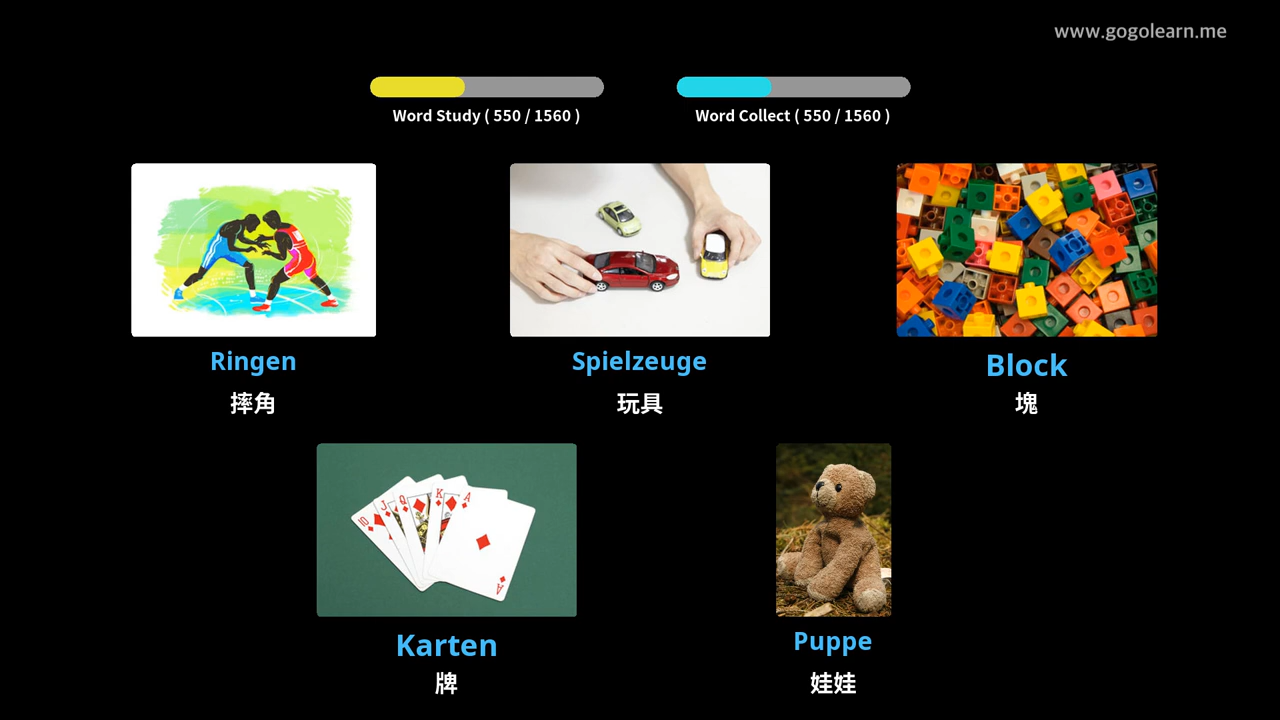 www.gogolearn.me
Word Study ( 550 / 1560 )
Word Collect ( 550 / 1560 )
Ringen
摔角
Spielzeuge
玩具
Block
塊
10
J
Q
K
A
A
Karten
牌
Puppe
娃娃